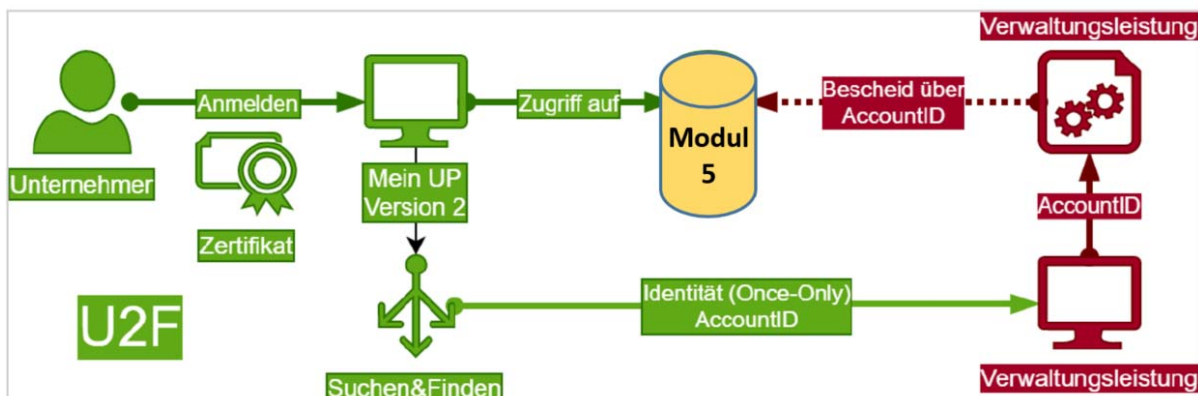 Verwaltungsleistung
Anmelden
Zugriff auf
Bescheid über
AccountID
Modul
5
Unternehmer
Mein UP
Version 2
Zertifikat
AccountID
Identität (Once-Only)
AccountID
U2F
Suchen&Finden
Verwaltungsleistung